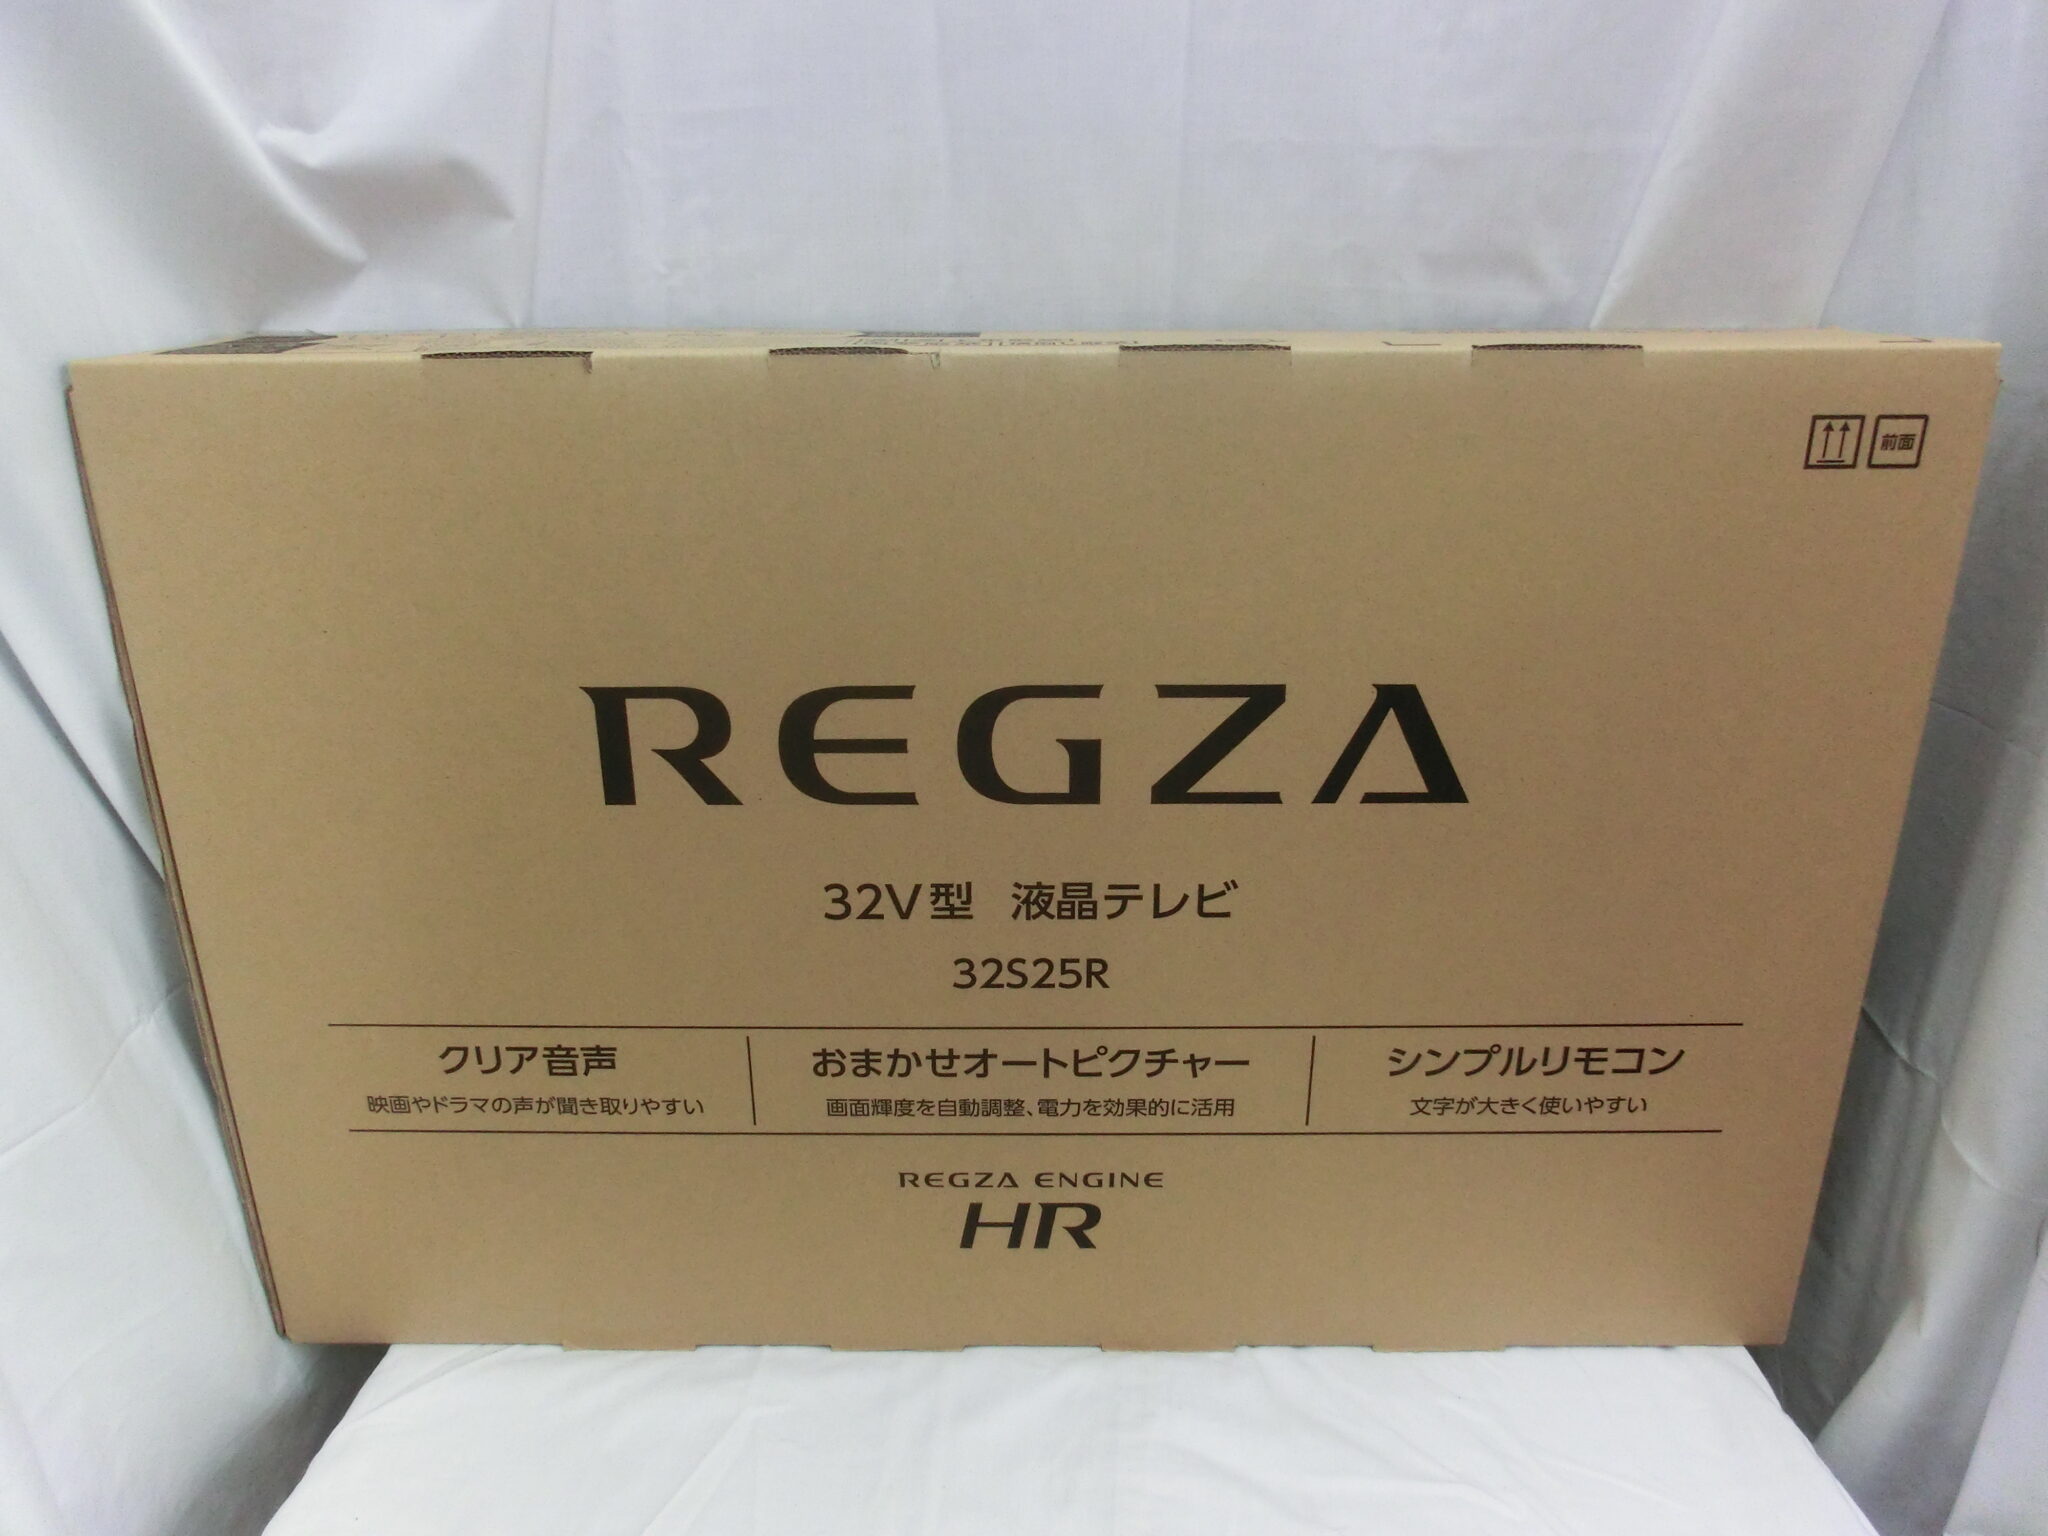 前面
REGZA
32V型 液晶テレビ
32S25R
クリア音声
映画やドラマの声が聞き取りやすい
おまかせオートピクチャー
画面輝度を自動調整、電力を効果的に活用
シンプルリモコン
文字が大きく使いやすい
REGZA ENGINE
HR